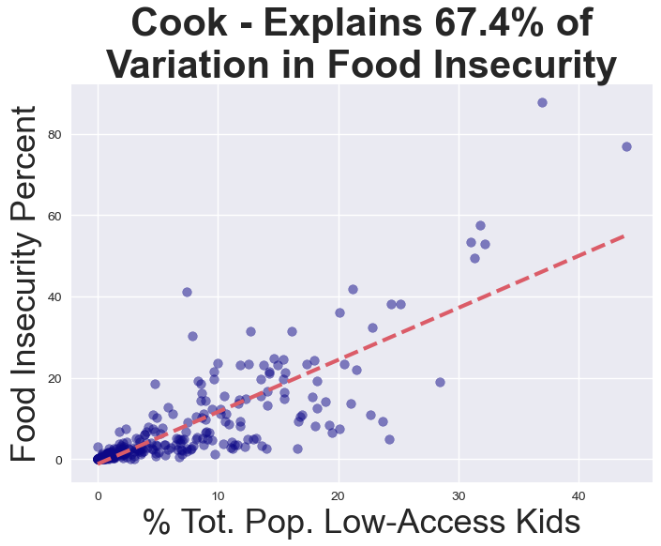 Cook - Explains 67.4% of
Variation in Food Insecurity
Food Insecurity Percent
80
60
40
20
0
0 10 20 30 40
% Tot. Pop. Low-Access Kids